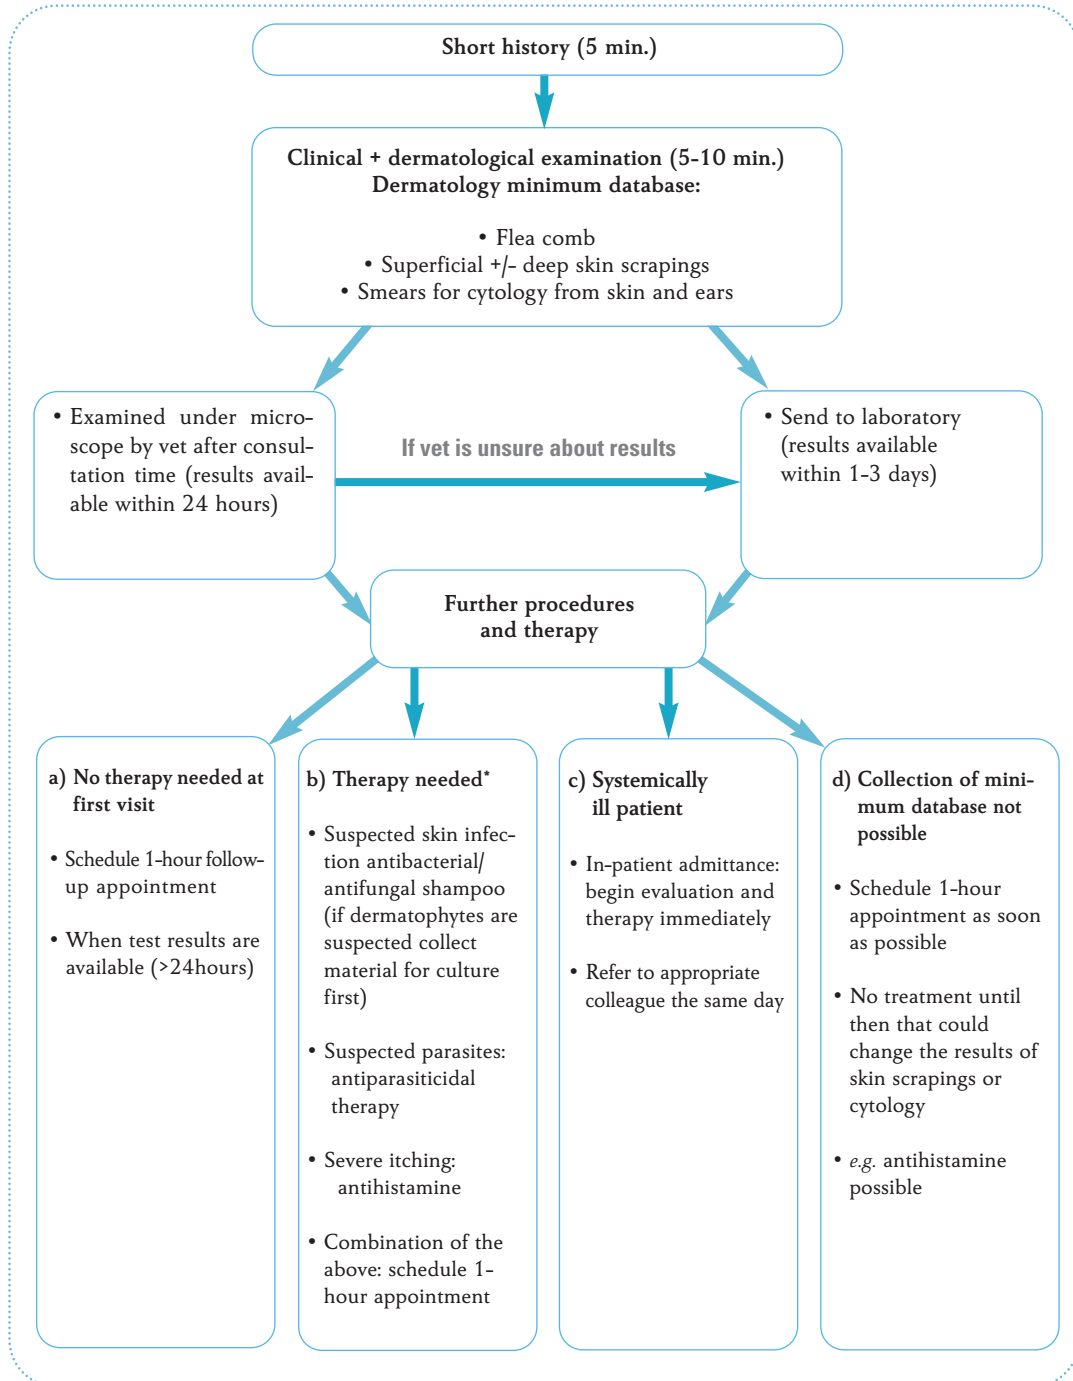 Short history (5 min.)
Clinical + dermatological examination (5-10 min.)
Dermatology minimum database:
• Flea comb
• Superficial +/- deep skin scrapings
• Smears for cytology from skin and ears
• Examined under micro-
scope by vet after consul-
tation time (results avail-
able within 24 hours)
If vet is unsure about results
• Send to laboratory
(results available
within 1-3 days)
Further procedures
and therapy
a) No therapy needed at
first visit
• Schedule 1-hour follow-
up appointment
• When test results are
available (>24hours)
b) Therapy needed*
• Suspected skin infec-
tion antibacterial/
antifungal shampoo
(if dermatophytes are
suspected collect
material for culture
first)
• Suspected parasites:
antiparasiticidal
therapy
• Severe itching:
antihistamine
• Combination of the
above: schedule 1-
hour appointment
c) Systemically
ill patient
• In-patient admittance:
begin evaluation and
therapy immediately
• Refer to appropriate
colleague the same day
d) Collection of mini-
mum database not
possible
• Schedule 1-hour
appointment as soon
as possible
• No treatment until
then that could
change the results of
skin scrapings or
cytology
• e.g. antihistamine
possible